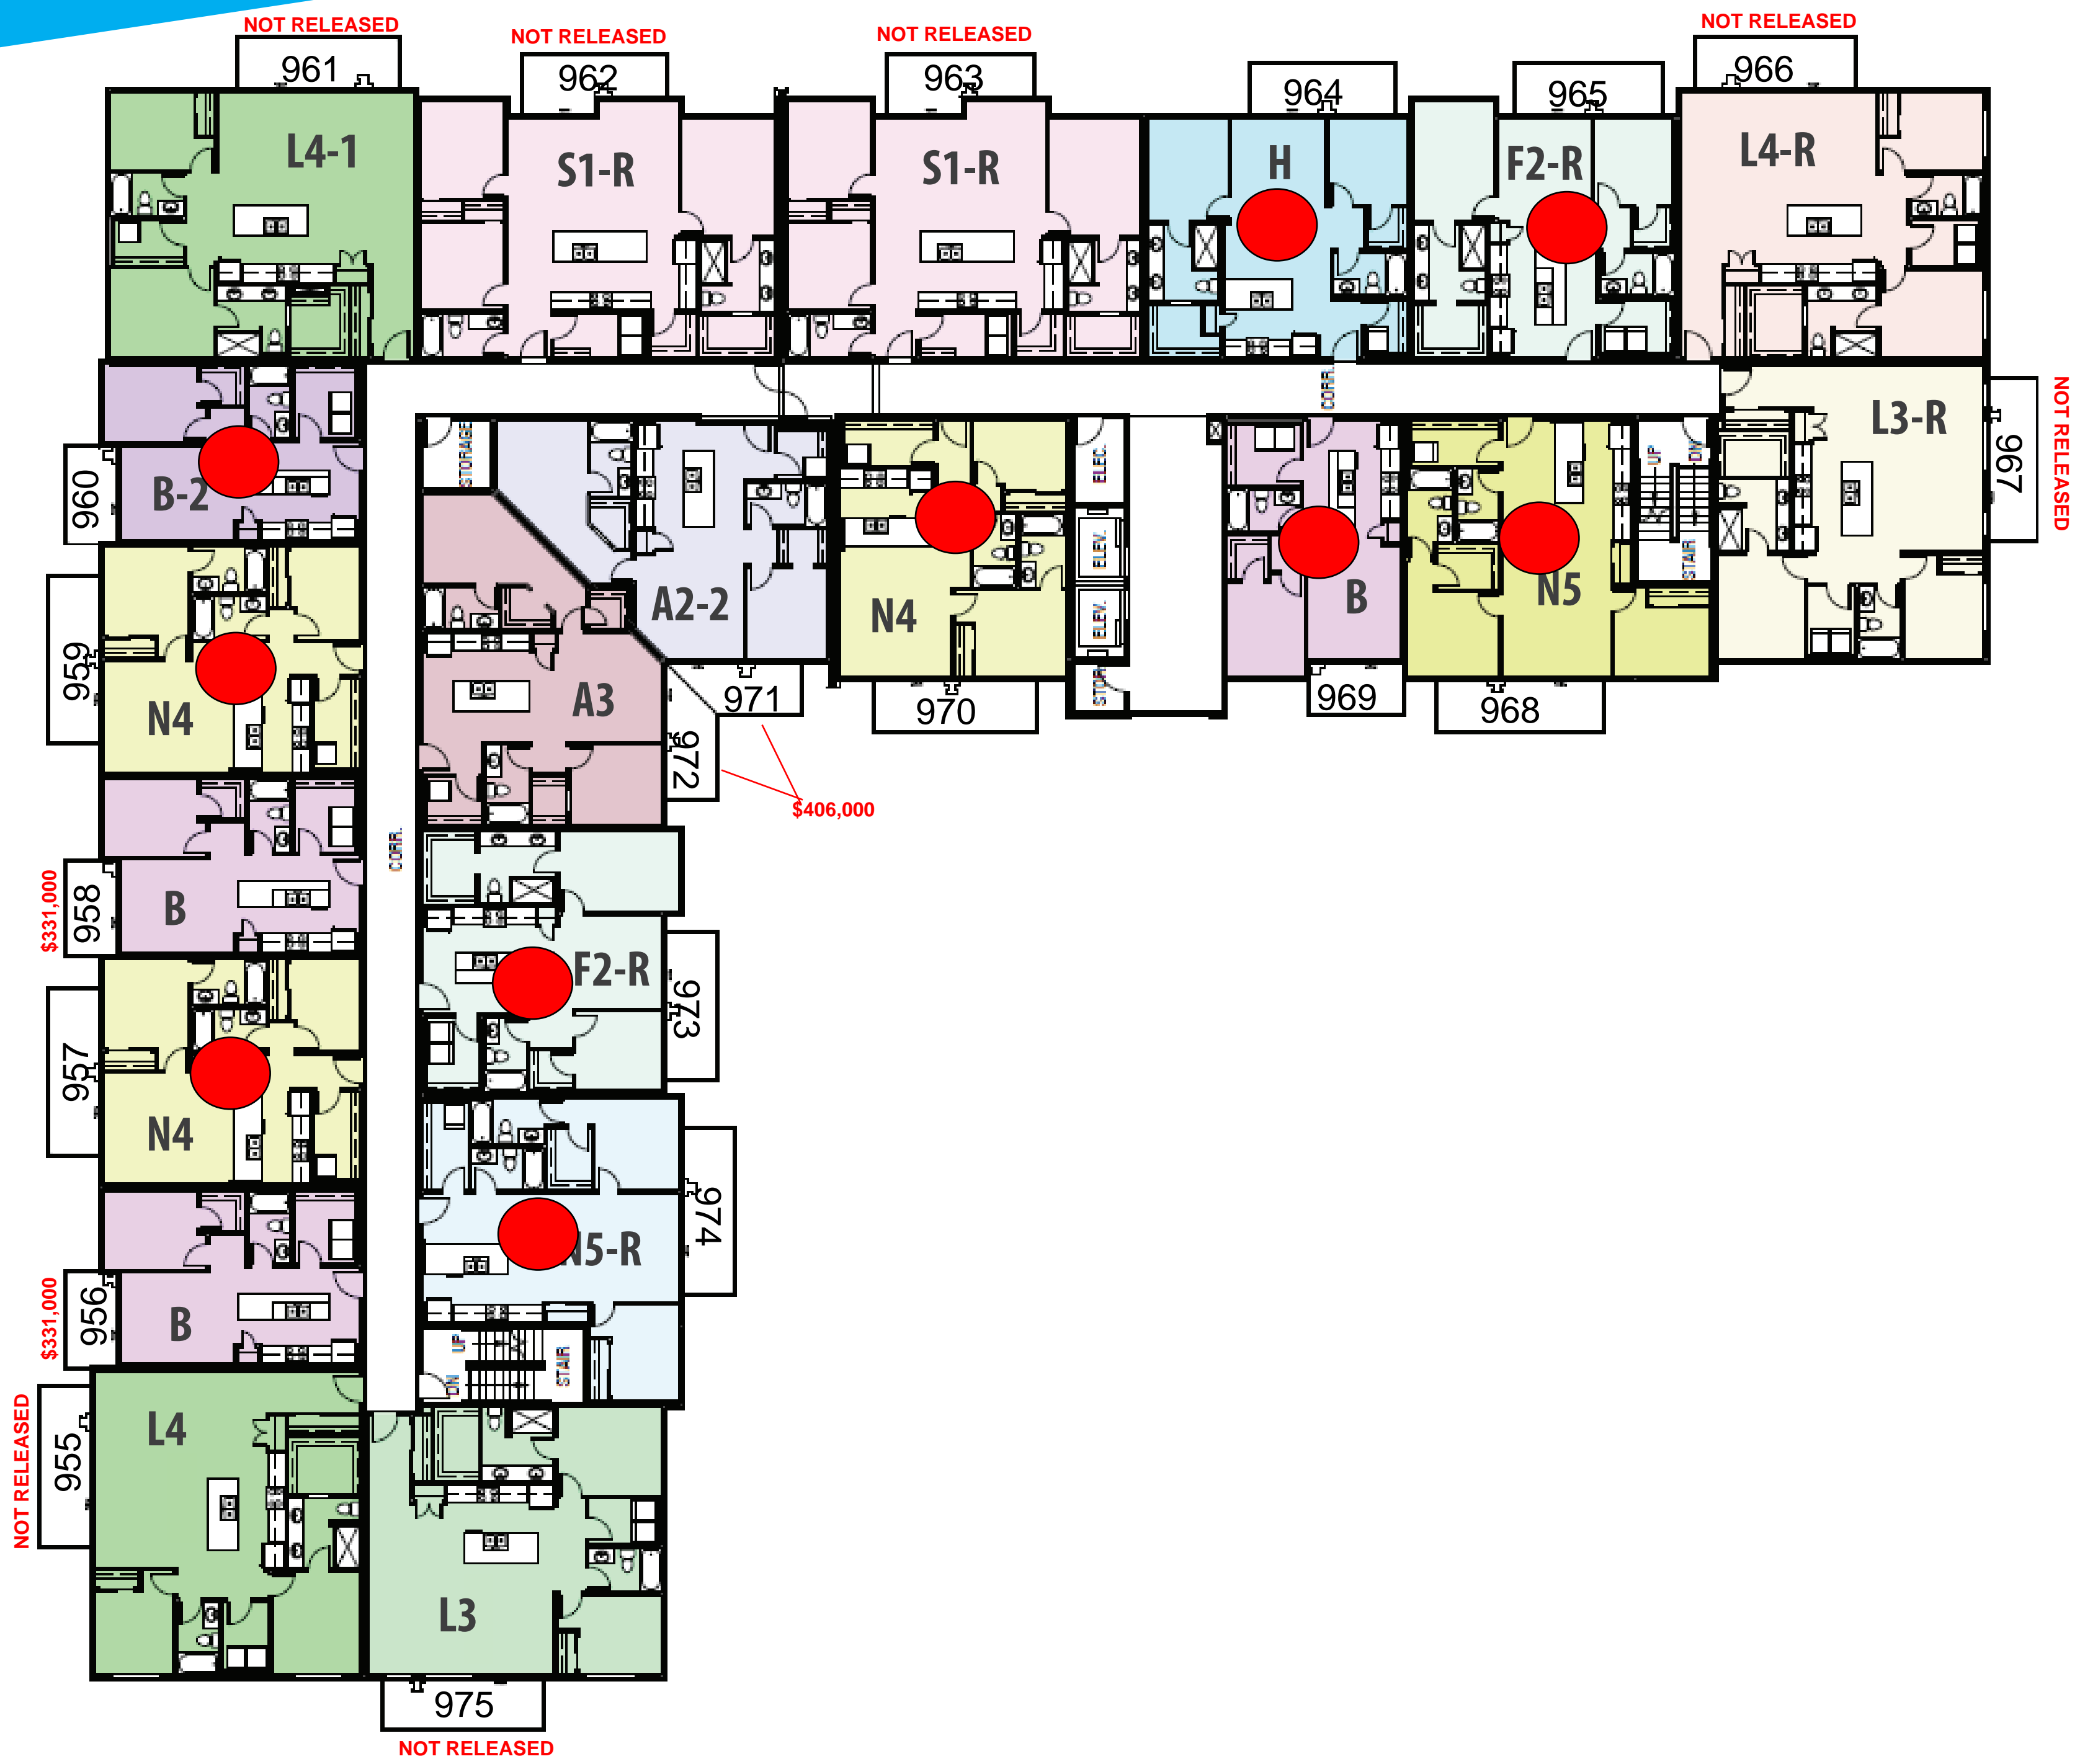 NOT RELEASED
NOT RELEASED
NOT RELEASED
NOT RELEASED
961
962
963
964
965
966
L4-1
S1-R
S1-R
H
F2-R
L4-R
CORR.
L3-R
967
NOT RELEASED
960
B-2
STORAGE
ELEC.
UP
DN
STAIR
ELEV.
ELEV.
STOR.
A2-2
N4
B
N5
959
N4
A3
971
970
969
968
972
$406,000
CORR.
$331,000
958
B
F2-R
973
957
N4
974
N5-R
$331,000
956
B
UP
DN
STAIR
NOT RELEASED
955
L4
L3
975
NOT RELEASED